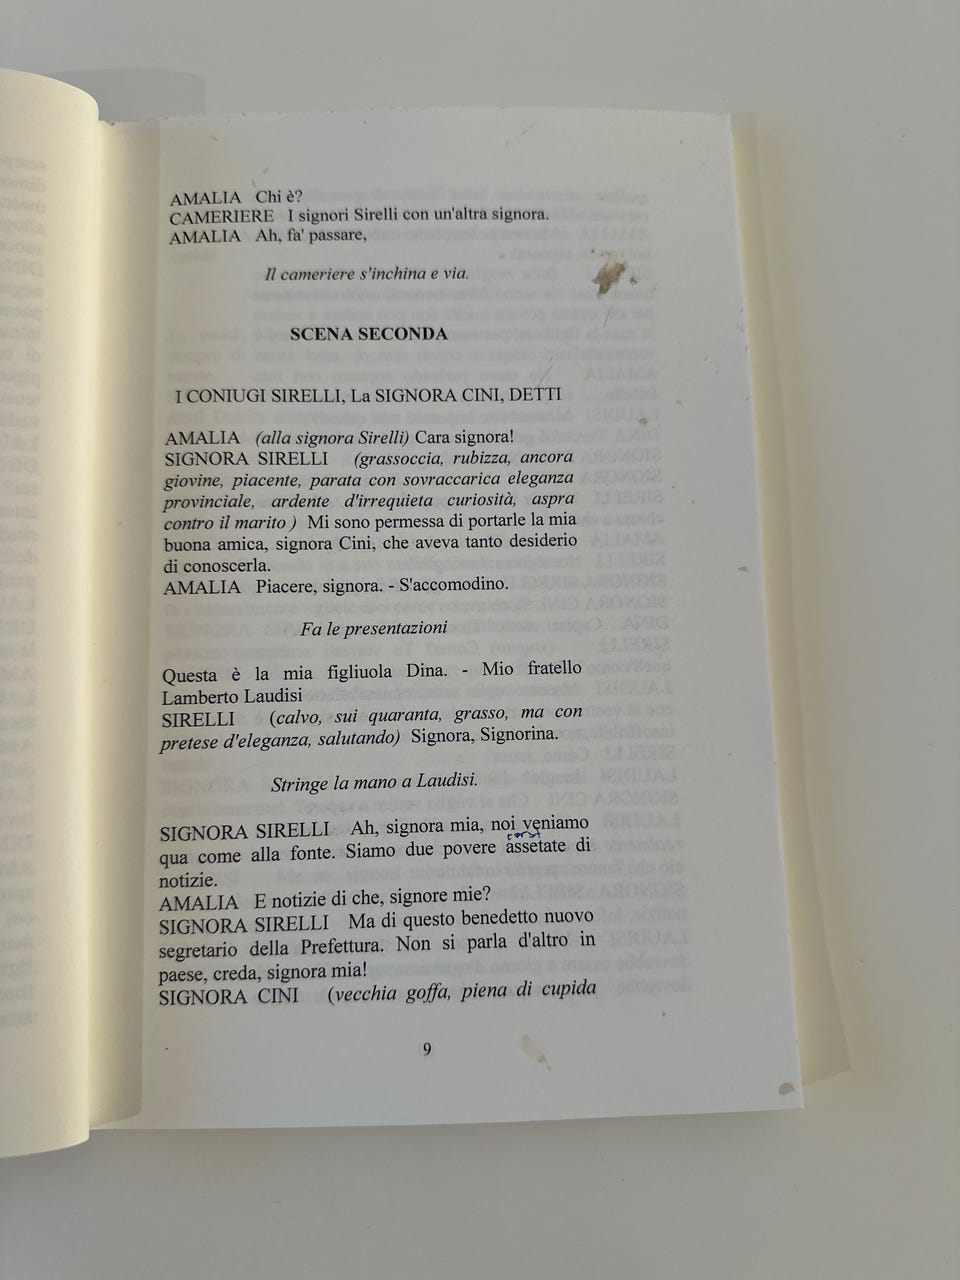 AMALIA Chi è?
CAMERIERE I signori Sirelli con un'altra signora.
AMALIA Ah, fa' passare,
Il cameriere s'inchina e via.
SCENA SECONDA
I CONIUGI SIRELLI, La SIGNORA CINI, DETTI
AMALIA (alla signora Sirelli) Cara signora!
SIGNORA SIRELLI (grassoccia, rubizza, ancora
giovine, piacente, parata con sovraccarica eleganza
provinciale, ardente d'irrequieta curiosità, aspra
contro il marito ) Mi sono permessa di portarle la mia
buona amica, signora Cini, che aveva tanto desiderio
di conoscerla.
AMALIA Piacere, signora. - S'accomodino.
Fa le presentazioni
Questa è la mia figliuola Dina. - Mio fratello
Lamberto Laudisi
SIRELLI (calvo, sui quaranta, grasso, ma con
pretese d'eleganza, salutando) Signora, Signorina.
Stringe la mano a Laudisi.
SIGNORA SIRELLI Ah, signora mia, noi veniamo
qua come alla fonte. Siamo due povere assetate di
notizie.
AMALIA E notizie di che, signore mie?
SIGNORA SIRELLI Ma di questo benedetto nuovo
segretario della Prefettura. Non si parla d'altro in
paese, creda, signora mia!
SIGNORA CINI (vecchia goffa, piena di cupida
9